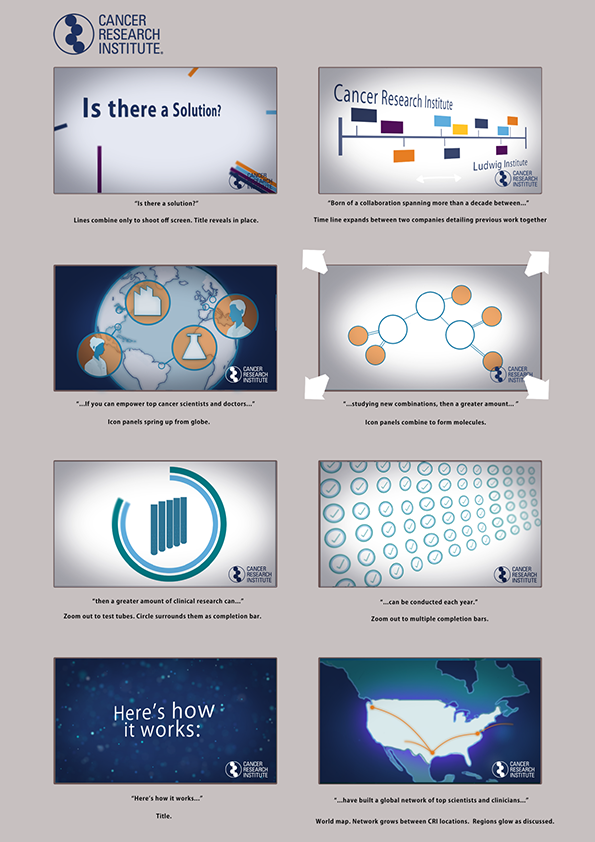 CANCER
RESEARCH
INSTITUTE.
Is there a Solution?
CANCER
RESEARCH
INSTITUTE
Cancer Research Institute
Ludwig Institute
CANCER
RESEARCH
INSTITUTE
“Is there a solution?”
Lines combine only to shoot off screen. Title reveals in place.
“Born of a collaboration spanning more than a decade between...”
Time line expands between two companies detailing previous work together
CANCER
RESEARCH
INSTITUTE
CANCER
RESEARCH
INSTITUTE
“...If you can empower top cancer scientists and doctors...”
Icon panels spring up from globe.
“...studying new combinations, then a greater amount... ”
Icon panels combine to form molecules.
CANCER
RESEARCH
INSTITUTE
CANCER
RESEARCH
INSTITUTE
“then a greater amount of clinical research can...”
Zoom out to test tubes. Circle surrounds them as completion bar.
“...can be conducted each year.”
Zoom out to multiple completion bars.
Here’s how
it works:
CANCER
RESEARCH
INSTITUTE
CANCER
RESEARCH
INSTITUTE
“Here’s how it works...”
Title.
“...have built a global network of top scientists and clinicians...”
World map. Network grows between CRI locations. Regions glow as discussed.